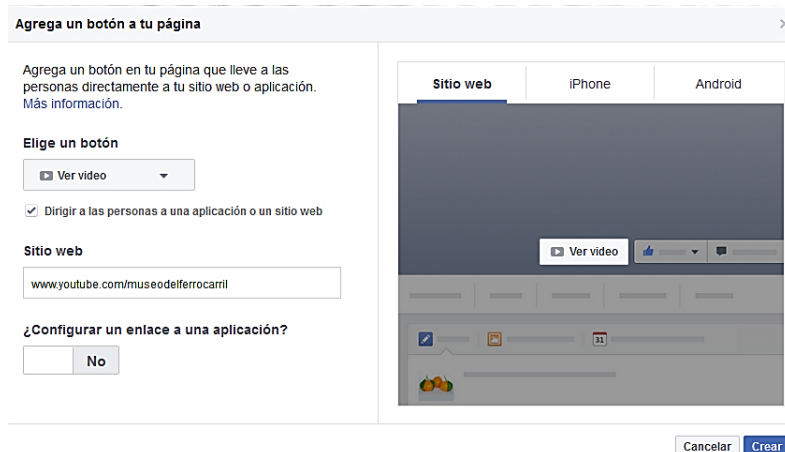 Agrega un botón a tu página
Agrega un botón en tu página que lleve a las
personas directamente a tu sitio web o aplicación.
Más información.
Elige un botón
Ver video
Dirigir a las personas a una aplicación o un sitio web
Sitio web
www.youtube.com/museodelferrocarril
¿Configurar un enlace a una aplicación?
No
Sitio web iPhone Android
Ver video
31
Cancelar Crear